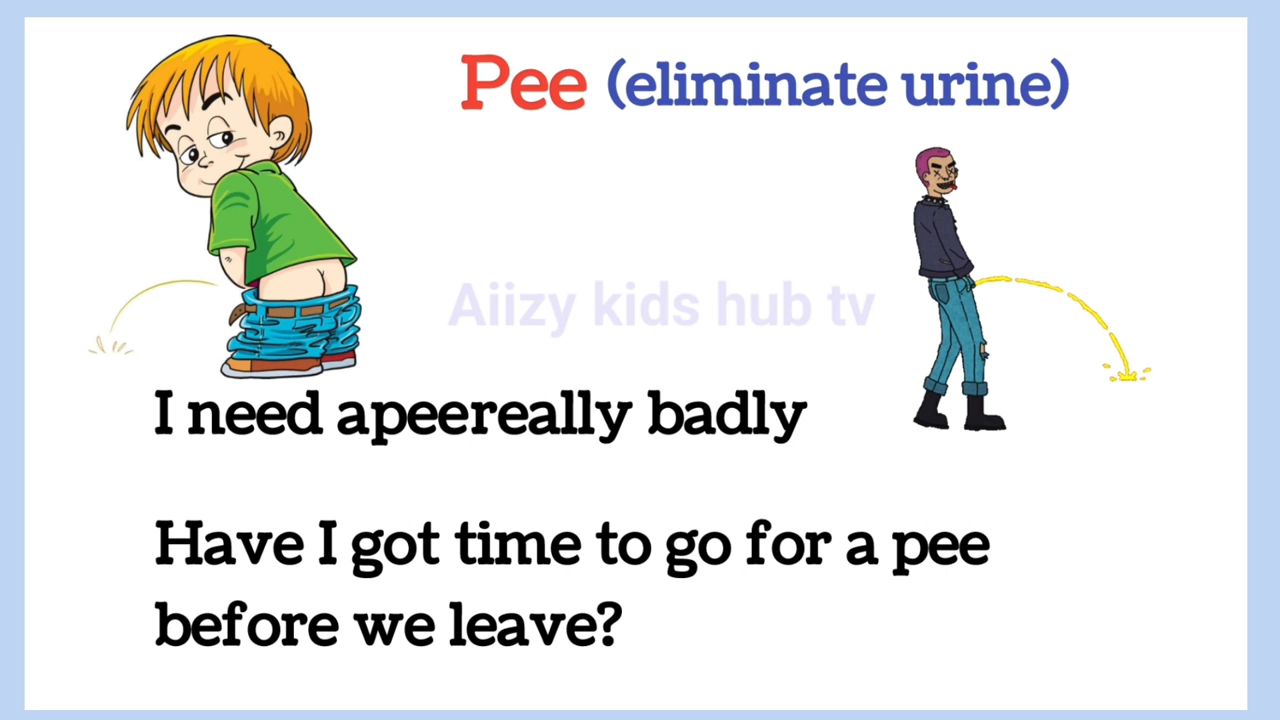 Pee (eliminate urine)
Aiizy kids hub tv
I need apeereally badly
Have I got time to go for a pee
before we leave?